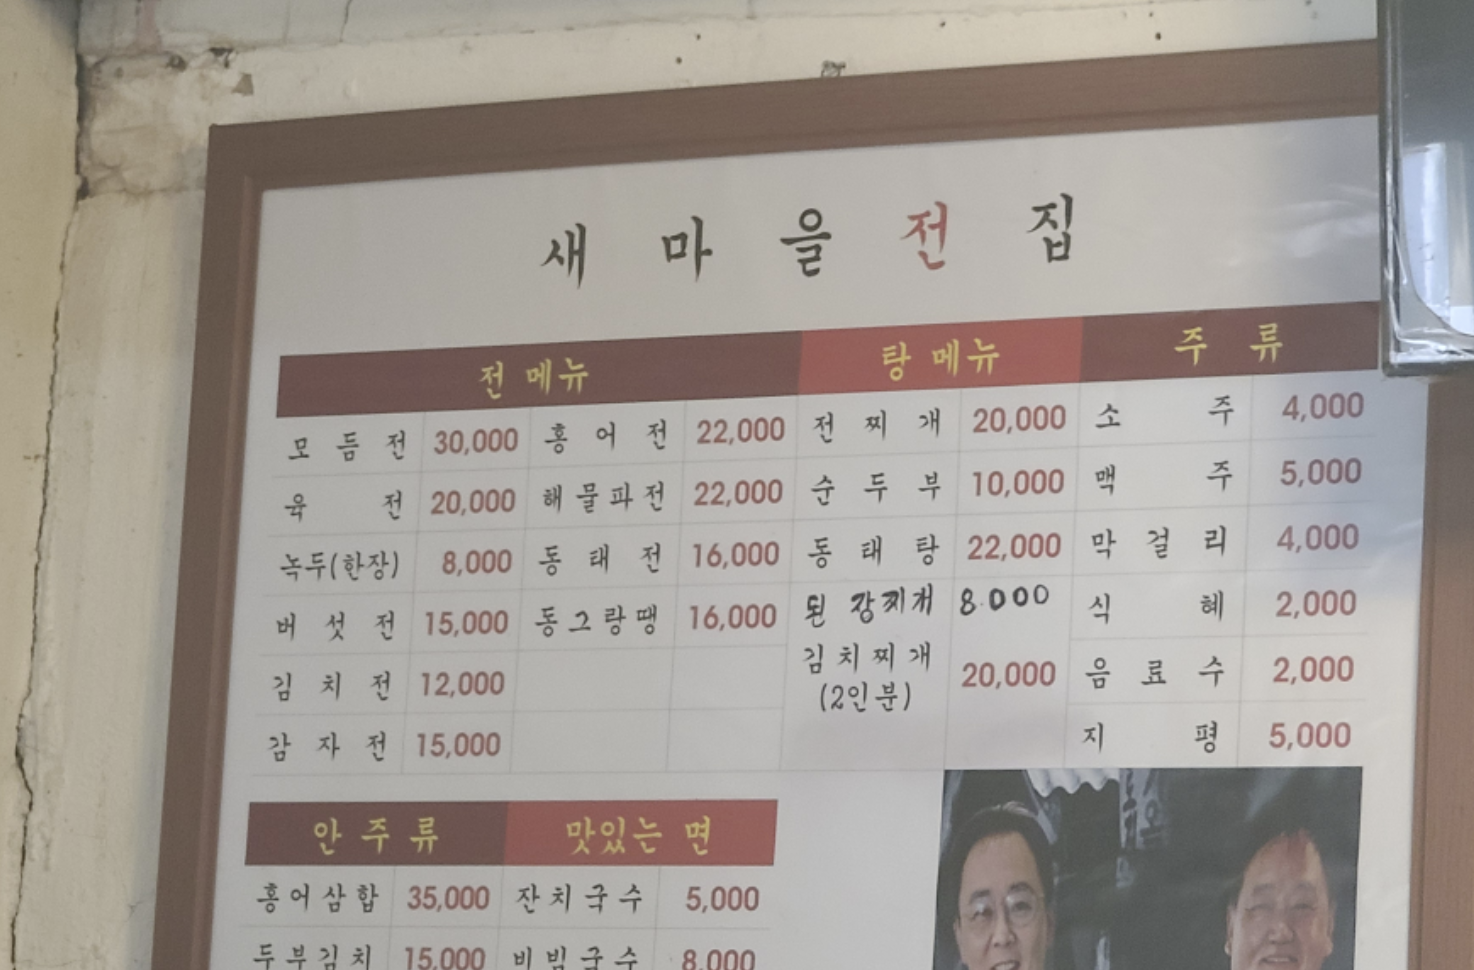 새마을전집
전메뉴 탕메뉴 주류
모듬전 30,000 홍어전 22,000 전찌개 20,000 소주 4,000
육전 20,000 해물파전 22,000 순두부 10,000 맥주 5,000
녹두(한장) 8,000 동태전 16,000 동태탕 22,000 막걸리 4,000
버섯전 15,000 동그랑땡 16,000 된장찌개 8.000 식혜 2,000
김치전 12,000 김치찌개 20,000 음료수 2,000
(2인분)
감자전 15,000 지평 5,000
안주류 맛있는 면
홍어삼합 35,000 잔치국수 5,000
두부김치 15,000 비빔국수 8,000